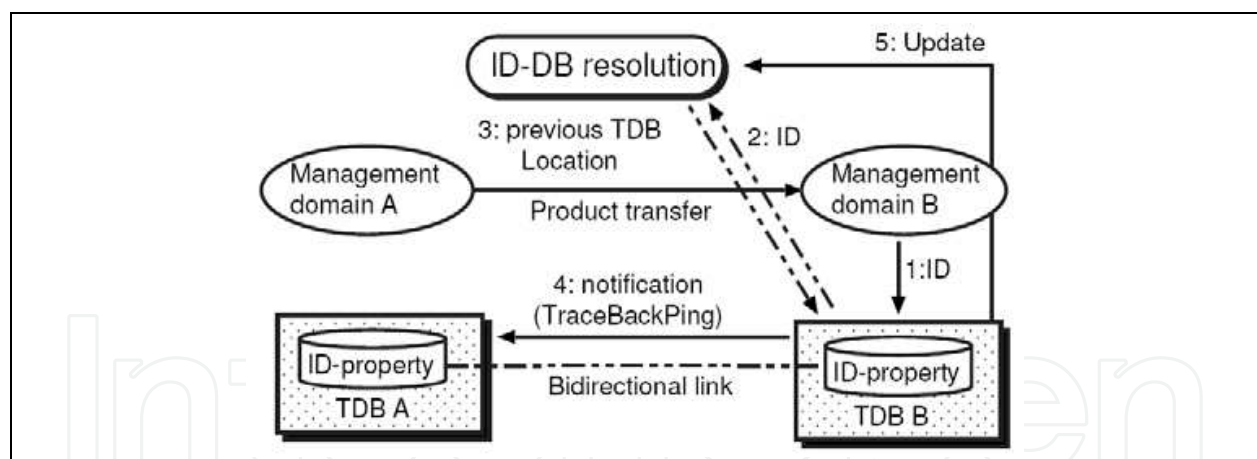 5: Update
ID-DB resolution
3: previous TDB
Location
2: ID
Management
domain A
Product transfer
Management
domain B
1:ID
4: notification
(TraceBackPing)
ID-property
TDB A
Bidirectional link
ID-property
TDB B